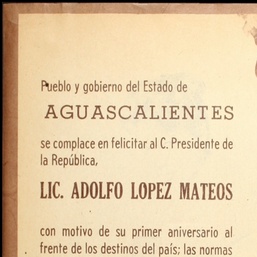 Pueblo y gobierno del Estado de
AGUASCALIENTES
se complace en felicitar al C. Presidente de
la República,
LIC. ADOLFO LOPEZ MATEOS
con motivo de su primer aniversario al
frente de los destinos del país; las normas